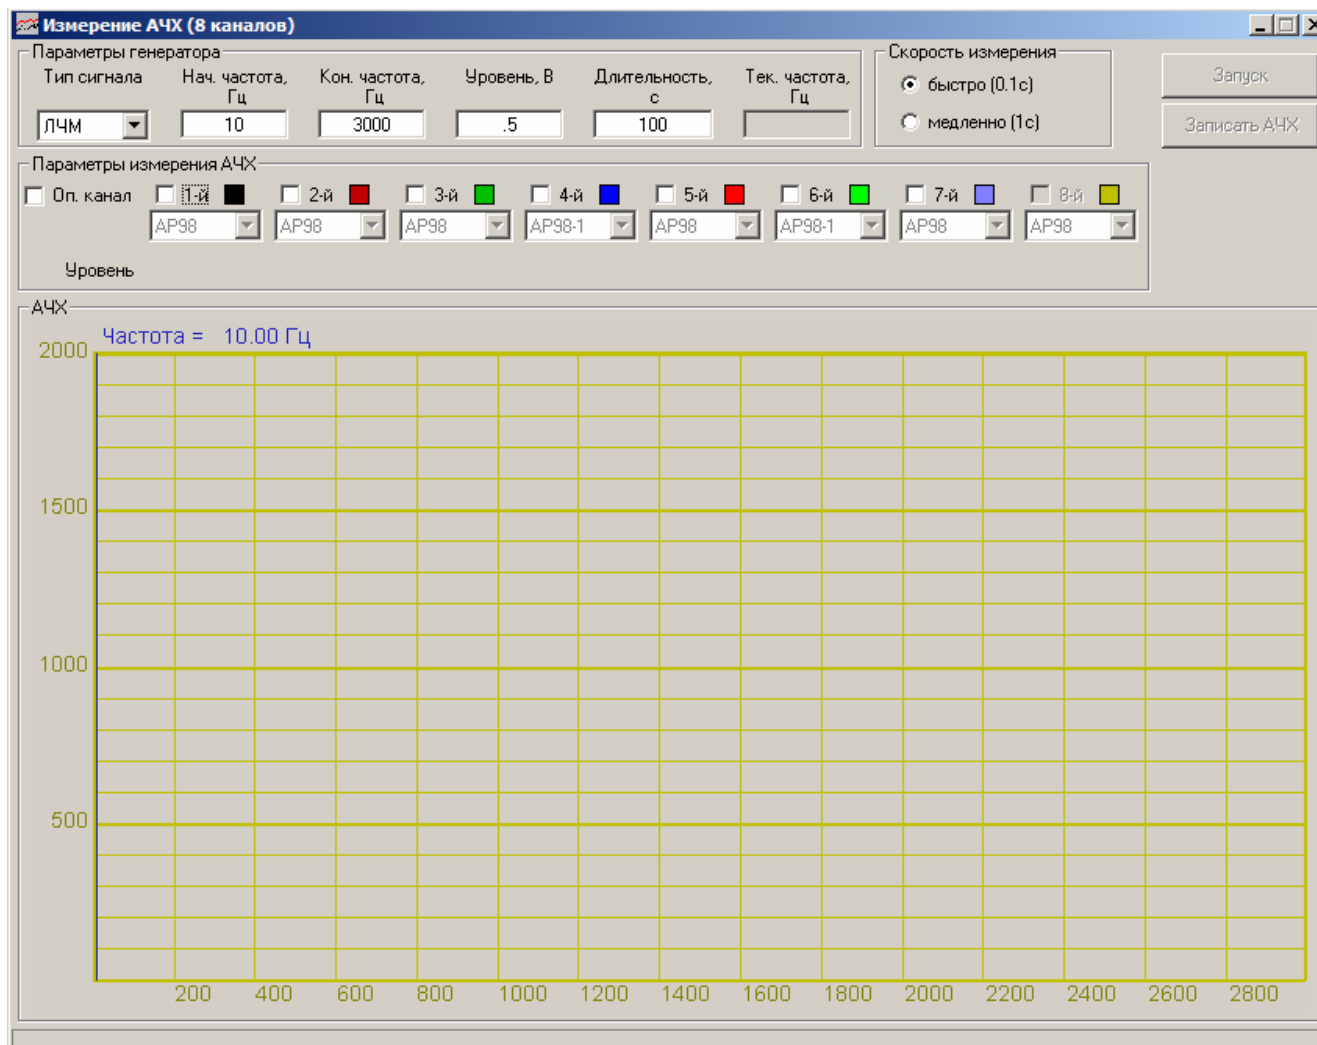 Измерение АЧХ (8 каналов)
Параметры генератора
Тип сигнала
Нач. частота, Гц
Кон. частота, Гц
Уровень, В
Длительность, с
Тек. частота, Гц
ЛЧМ
10
3000
.5
100
Скорость измерения
быстро (0.1с)
медленно (1с)
Запуск
Записать АЧХ
Параметры измерения АЧХ
Оп. канал
1-й
2-й
3-й
4-й
5-й
6-й
7-й
8-й
AP98
AP98
AP98
AP98-1
AP98
AP98-1
AP98
AP98
Уровень
АЧХ
Частота = 10.00 Гц
2000
1500
1000
500
200 400 600 800 1000 1200 1400 1600 1800 2000 2200 2400 2600 2800